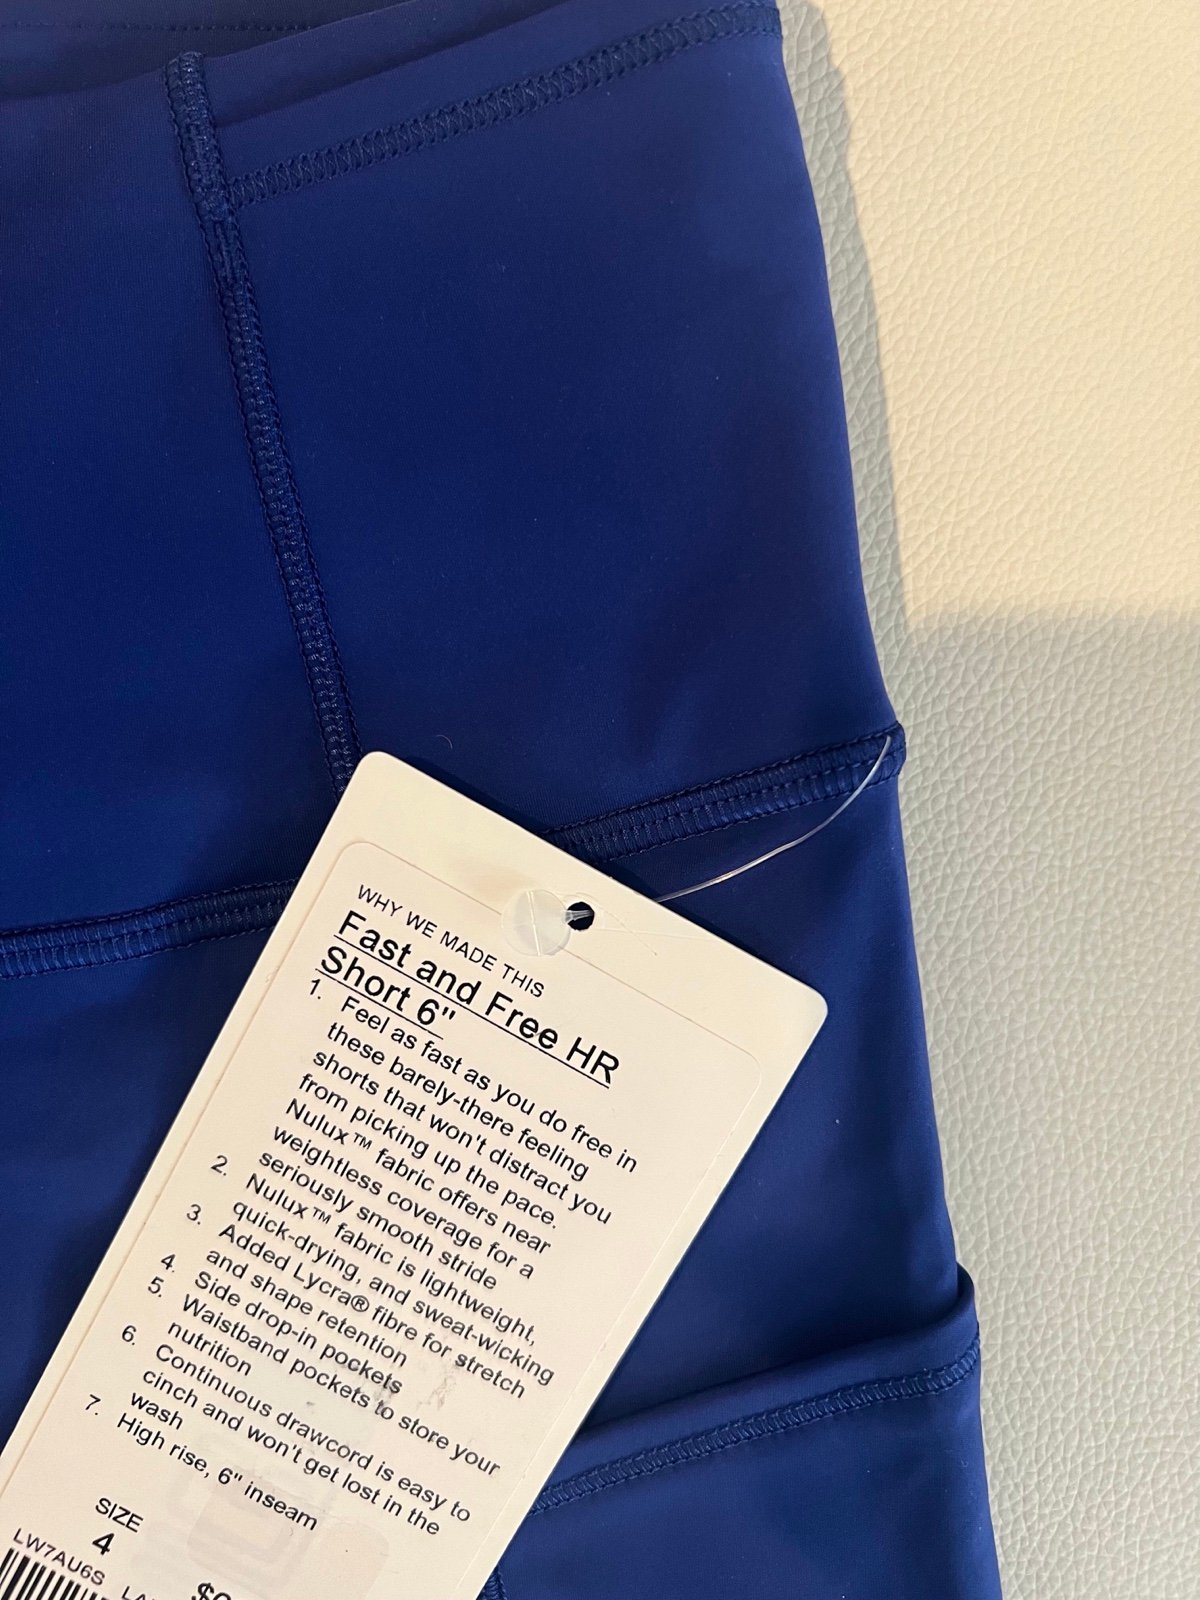 WHY WE MADE THIS
Fast and Free HR
Short 6"
1. Feel as fast as you do free in
these barely-there feeling
shorts that won't distract you
from picking up the pace.
Nulux™ fabric offers near
weightless coverage for a
seriously smooth stride
2. Nulux™ fabric is lightweight,
quick-drying, and sweat-wicking
3. Added Lycra® fibre for stretch
and shape retention
4. Side drop-in pockets
5. Waistband pockets to store your
nutrition
6. Continuous drawcord is easy to
cinch and won't get lost in the
wash
7. High rise, 6" inseam
SIZE
4
LW7AU6S